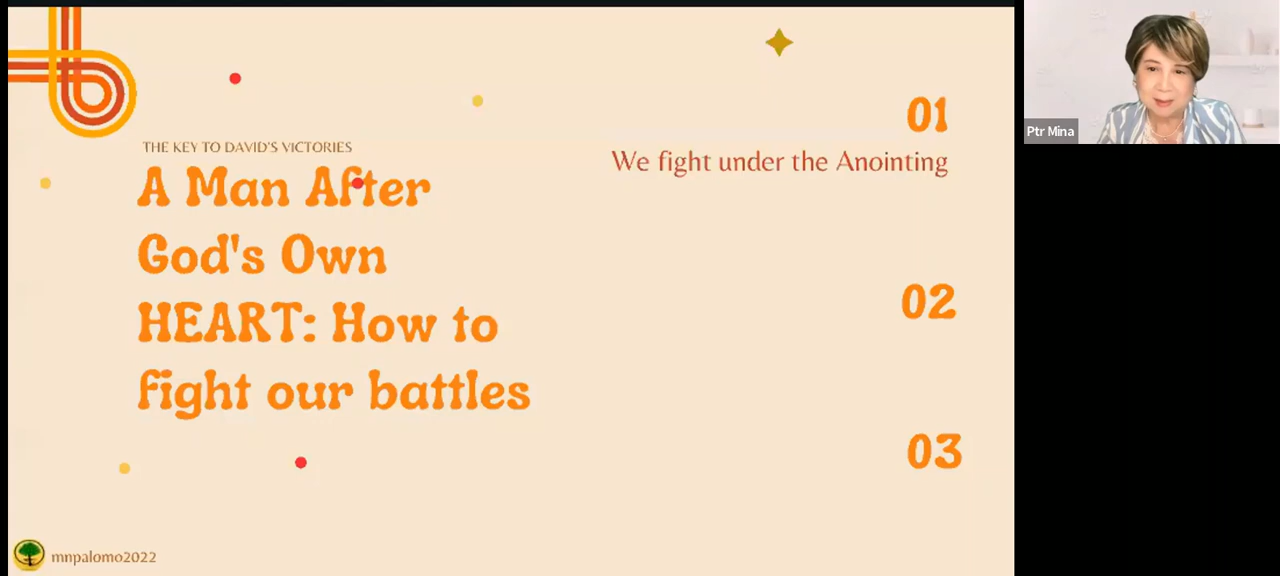 THE KEY TO DAVID'S VICTORIES
A Man After
God's Own
HEART: How to
fight our battles
01
We fight under the Anointing
02
03
mnpalomo2022
Ptr Mina